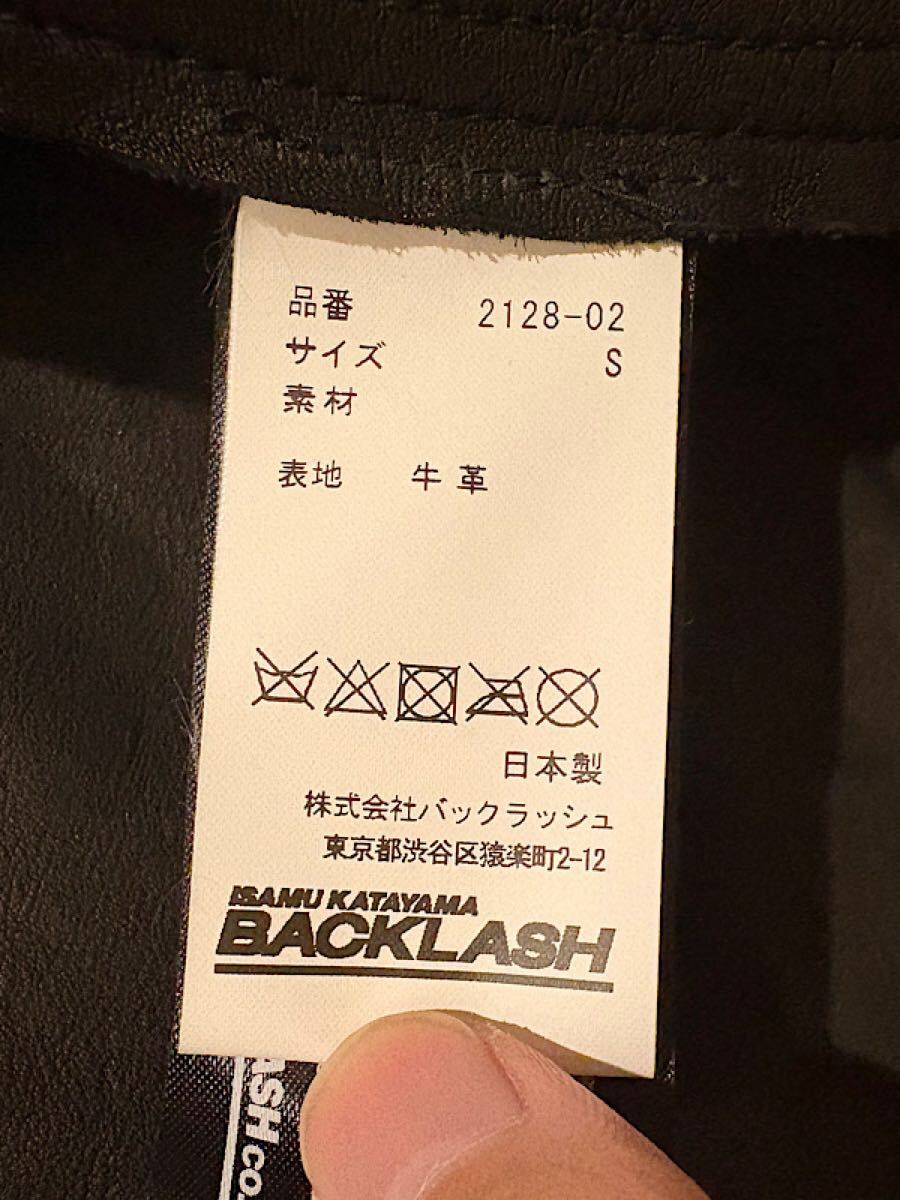 品番 2128-02
サイズ S
素材
表地 牛革
日本製
株式会社バックラッシュ
東京都渋谷区猿楽町2-12
ISAMU KATAYAMA
BACKLASH
ASH CO.